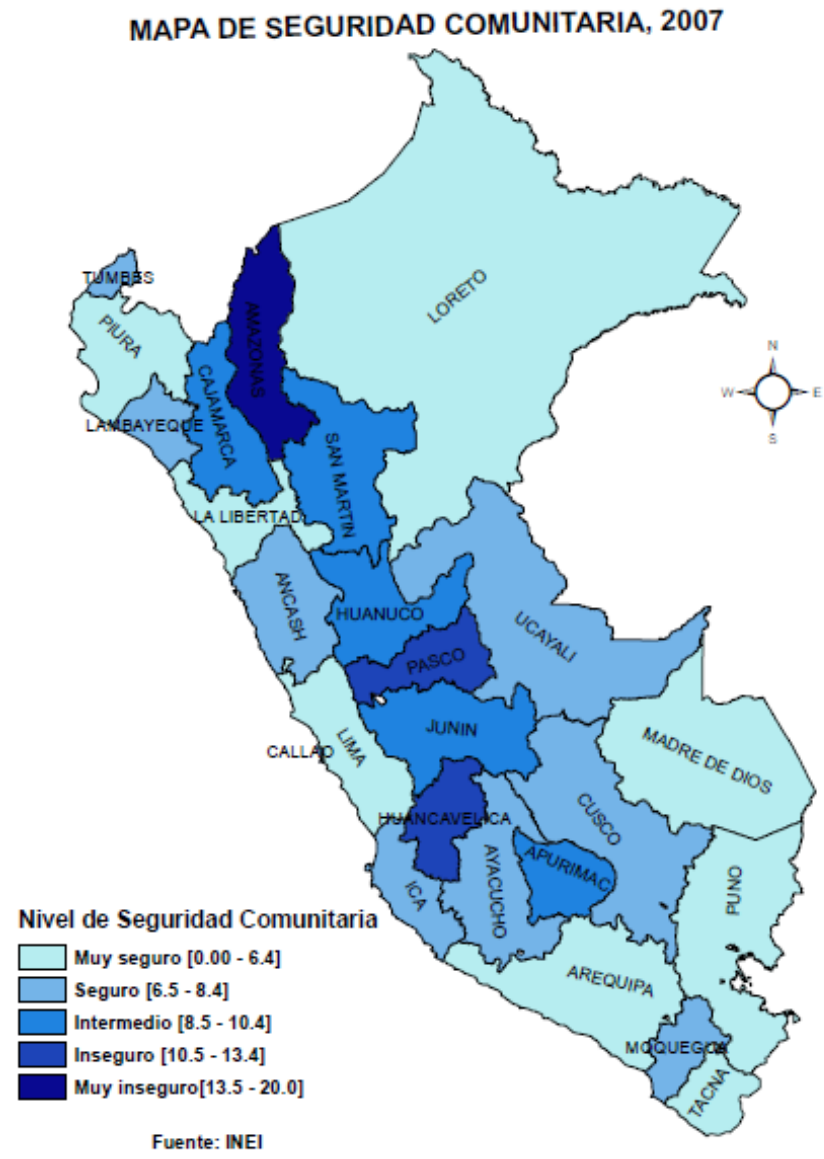 MAPA DE SEGURIDAD COMUNITARIA, 2007
LORETO
TUMBES
AMAZONAS
PIURA
N
CAJAMARCA
W E
LAMBAYEQUE
S
SAN MARTIN
LA LIBERTAD
ANCASH
HUANUCO
UCAYALI
PASCO
JUNIN
LIMA
CALLAO
MADRE DE DIOS
CUSCO
HUANCAVELICA
APURIMAC
AYACUCHO
ICA
PUNO
Nivel de Seguridad Comunitaria
Muy seguro [0.00 - 6.4]
AREQUIPA
Seguro [6.5 - 8.4]
Intermedio [8.5 - 10.4]
MOQUEGUA
Inseguro [10.5 - 13.4]
Muy inseguro[13.5 - 20.0]
TACNA
Fuente: INEI